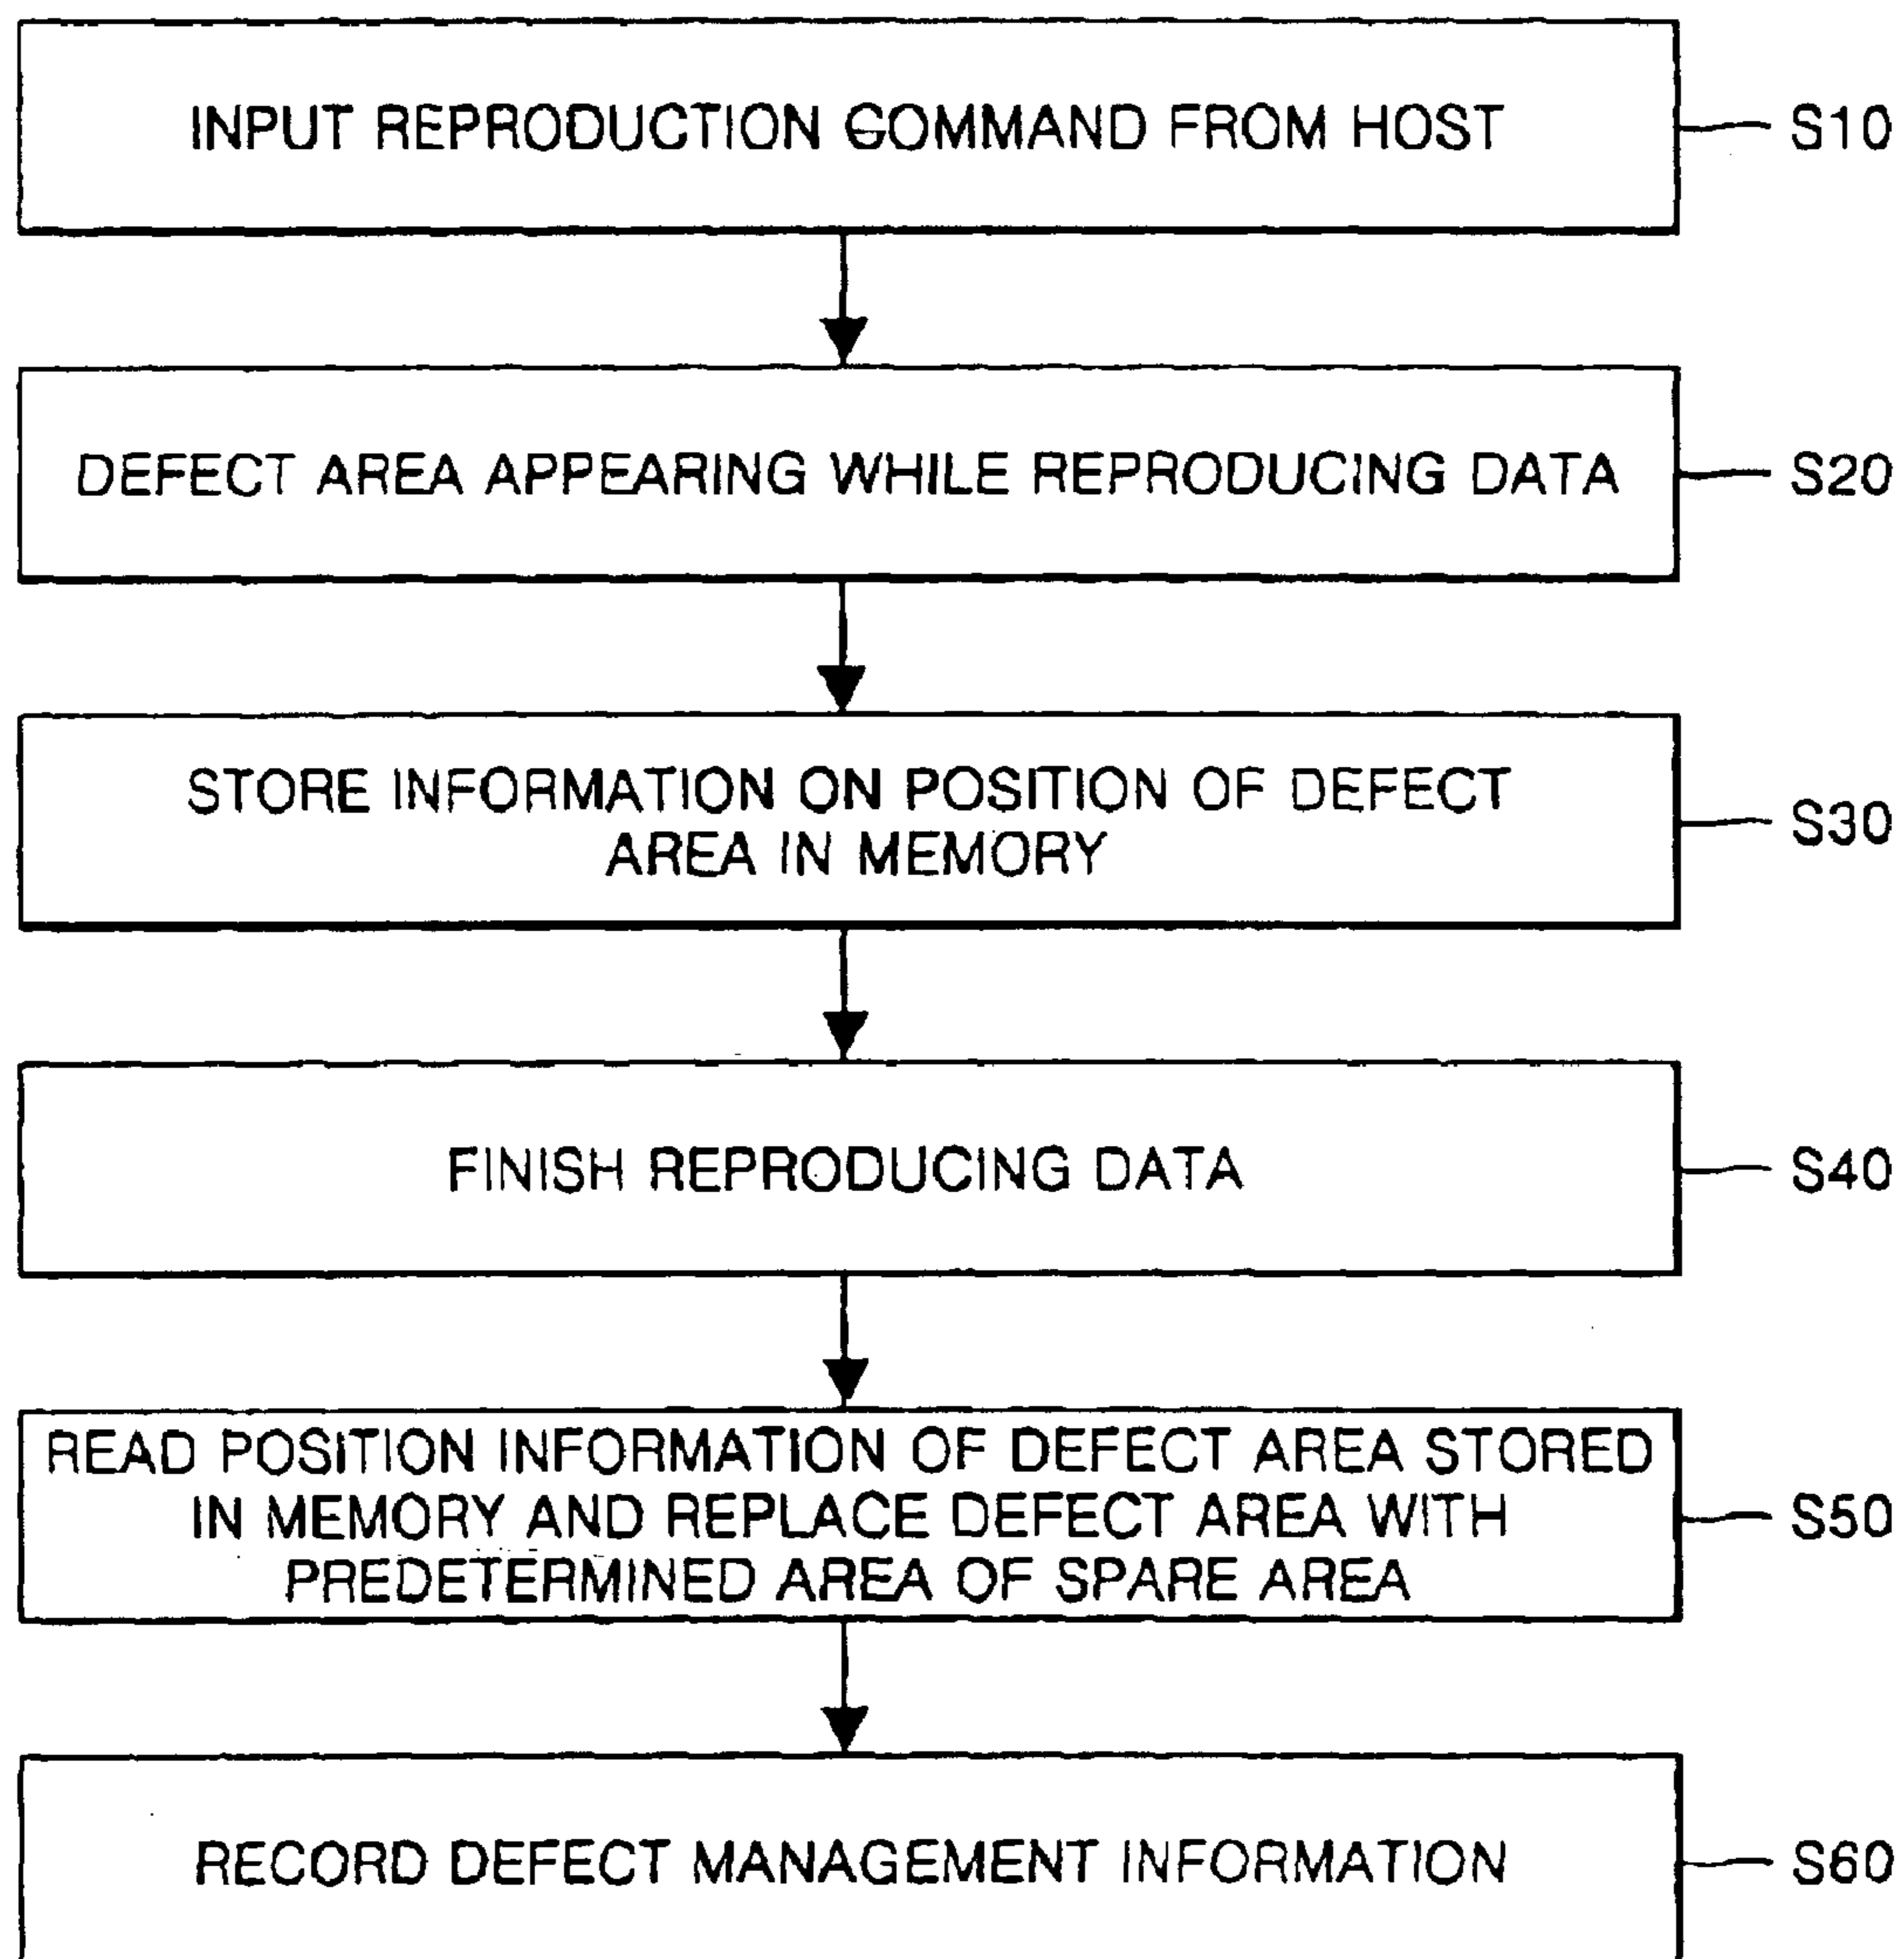 INPUT REPRODUCTION COMMAND FROM HOST
S10
DEFECT AREA APPEARING WHILE REPRODUCING DATA
S20
STORE INFORMATION ON POSITION OF DEFECT
AREA IN MEMORY
S30
FINISH REPRODUCING DATA
S40
READ POSITION INFORMATION OF DEFECT AREA STORED
IN MEMORY AND REPLACE DEFECT AREA WITH
PREDETERMINED AREA OF SPARE AREA
S50
RECORD DEFECT MANAGEMENT INFORMATION
S60